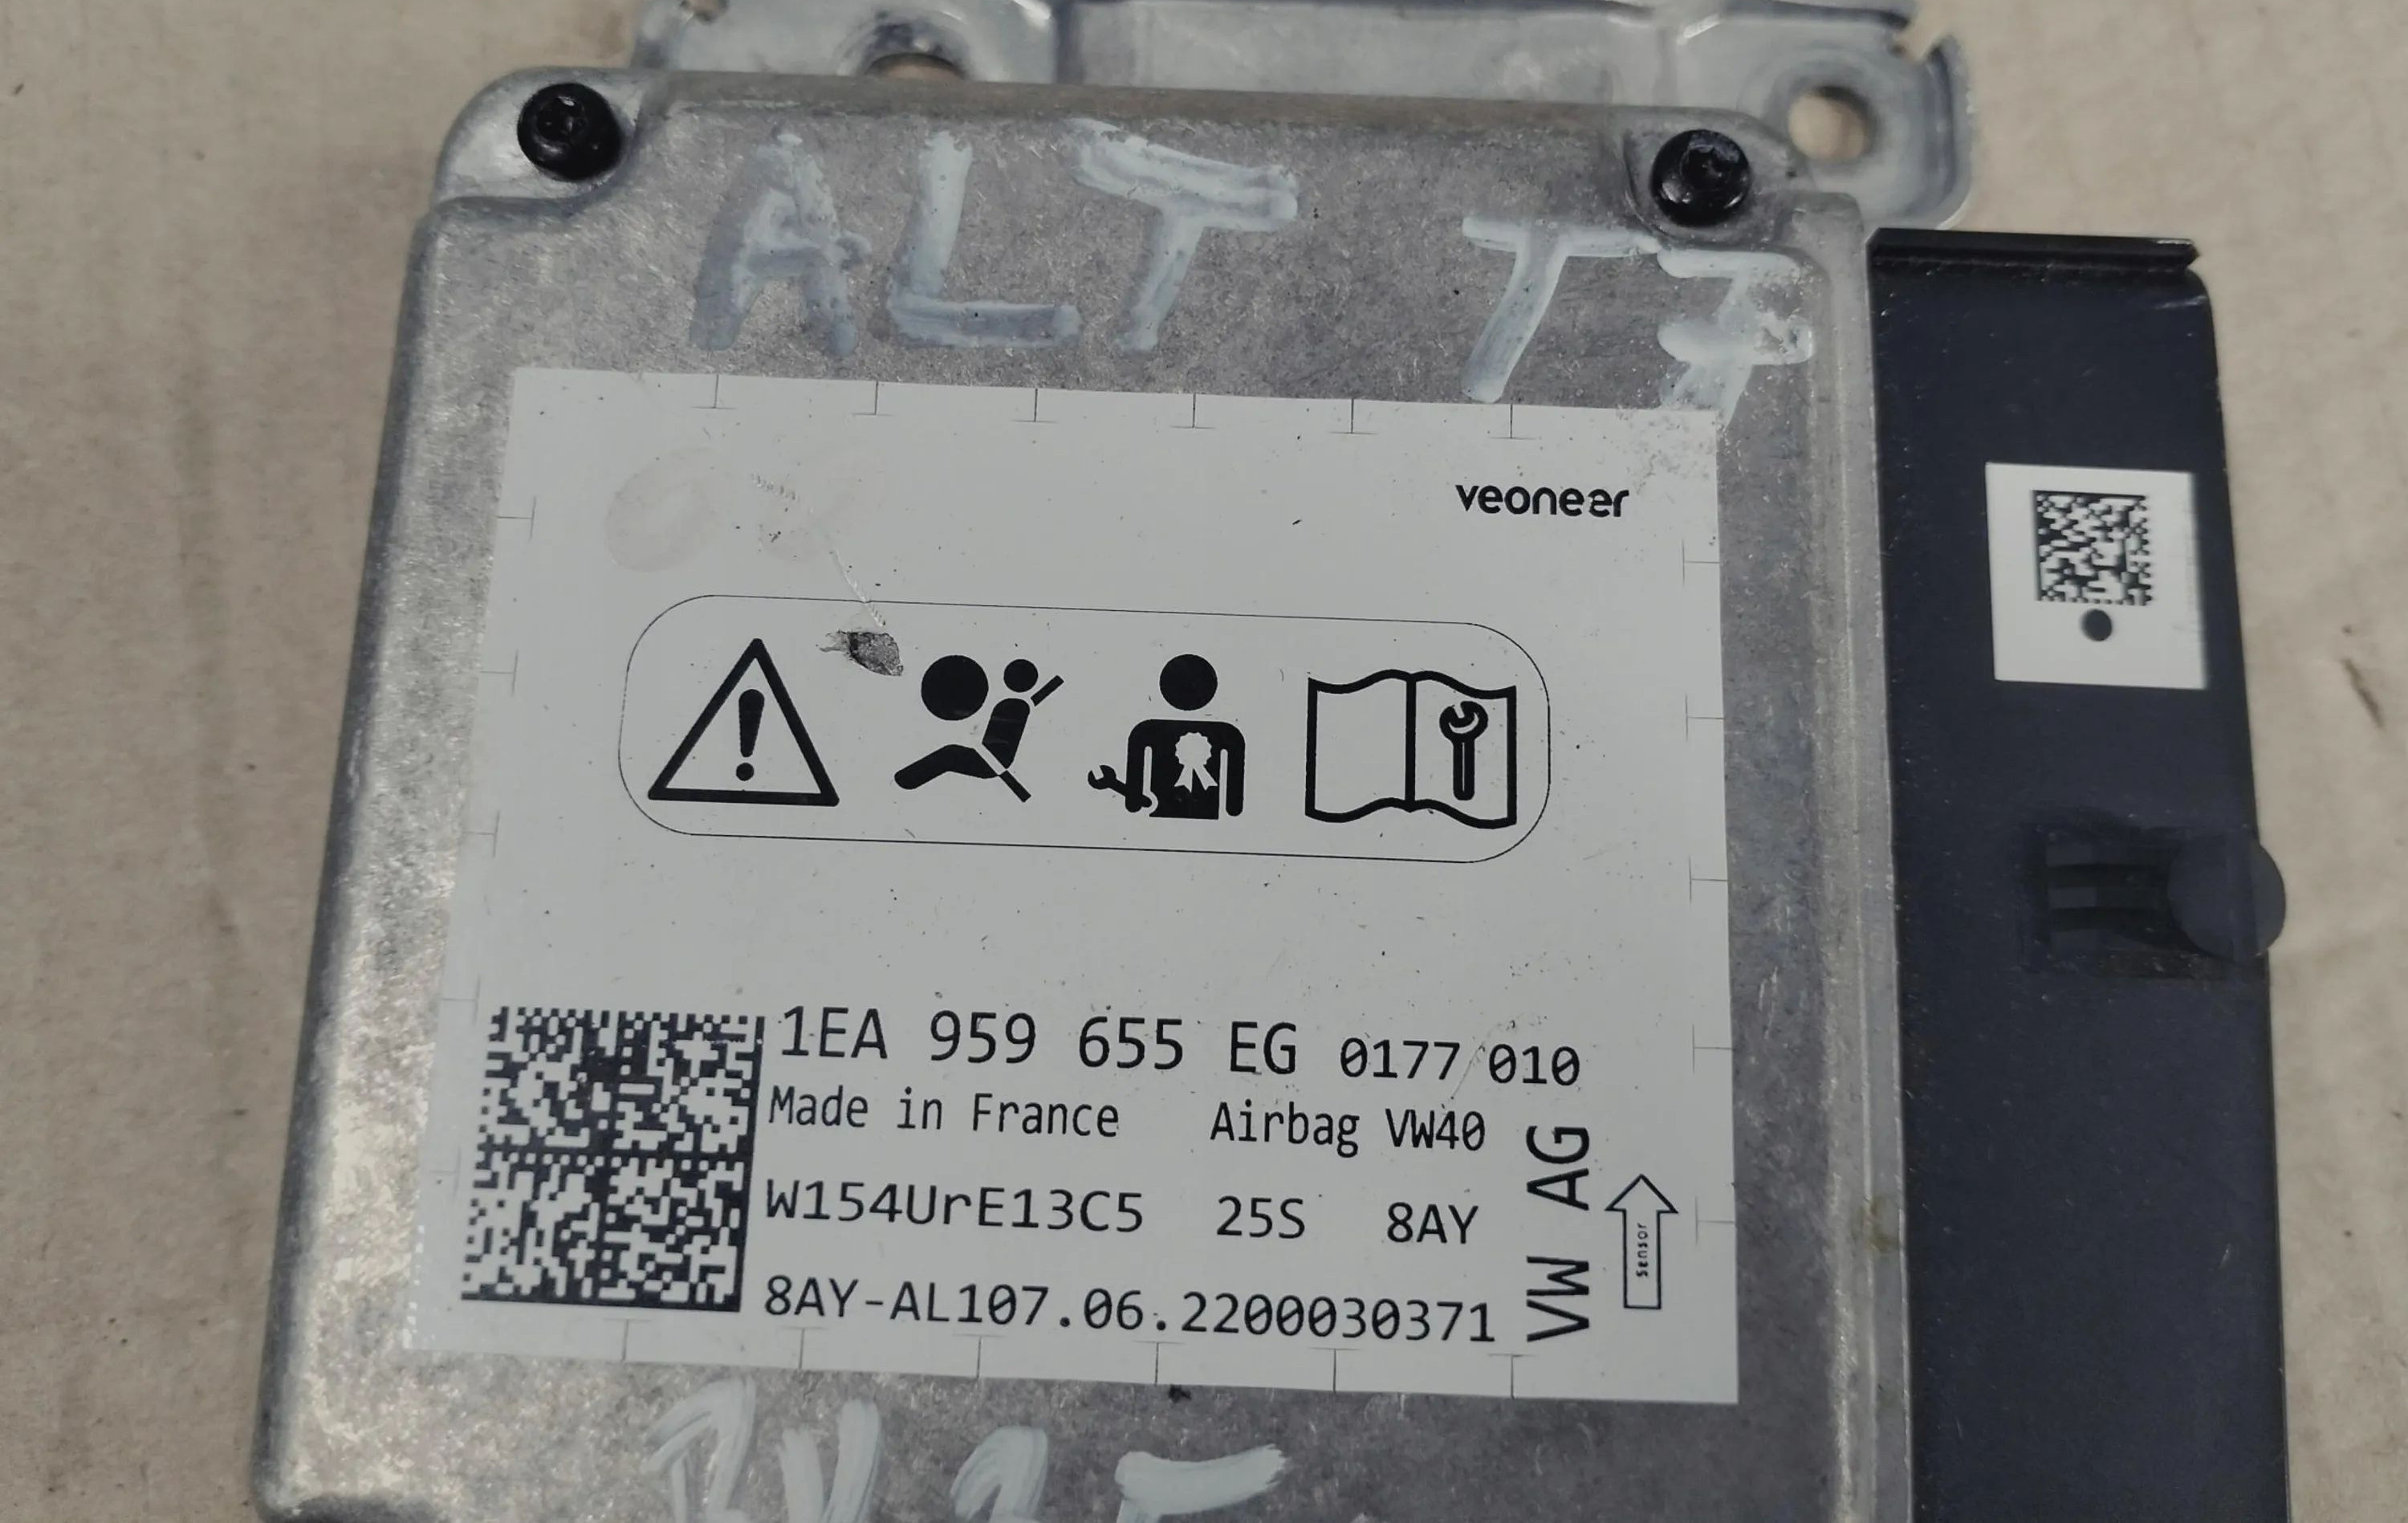 ALT T7
veoneer
1EA 959 655 EG 0177 010
Made in France Airbag VW40
W154UrE13C5 25S 8AY
8AY-AL107.06.2200030371
VW AG
Sensor